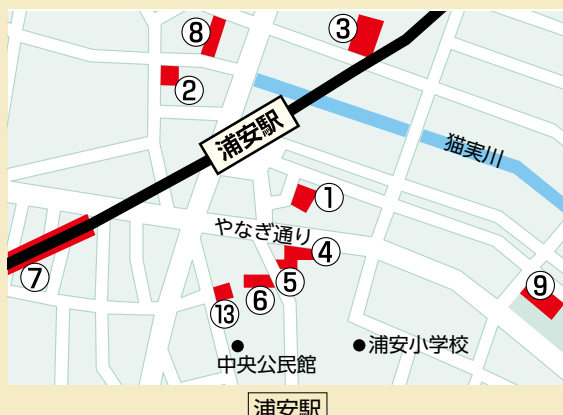 ⑧
③
②
浦安駅
猫実川
①
やなぎ通り
④
⑤
⑦
⑥
⑨
⑬
浦安小学校
中央公民館
浦安駅